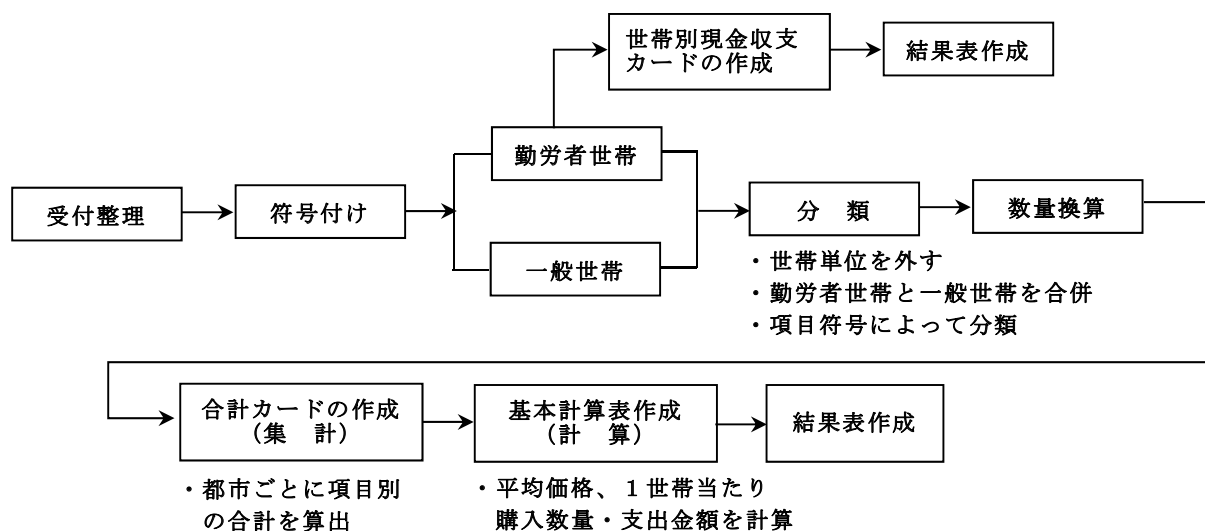 世帯別現金収支
カードの作成
結果表作成
勤労者世帯
受付整理
符号付け
一般世帯
分　類
数量換算
・世帯単位を外す
・勤労者世帯と一般世帯を合併
・項目符号によって分類
合計カードの作成
（集　計）
基本計算表作成
（計　算）
結果表作成
・都市ごとに項目別
の合計を算出
・平均価格、１世帯当たり
購入数量・支出金額を計算